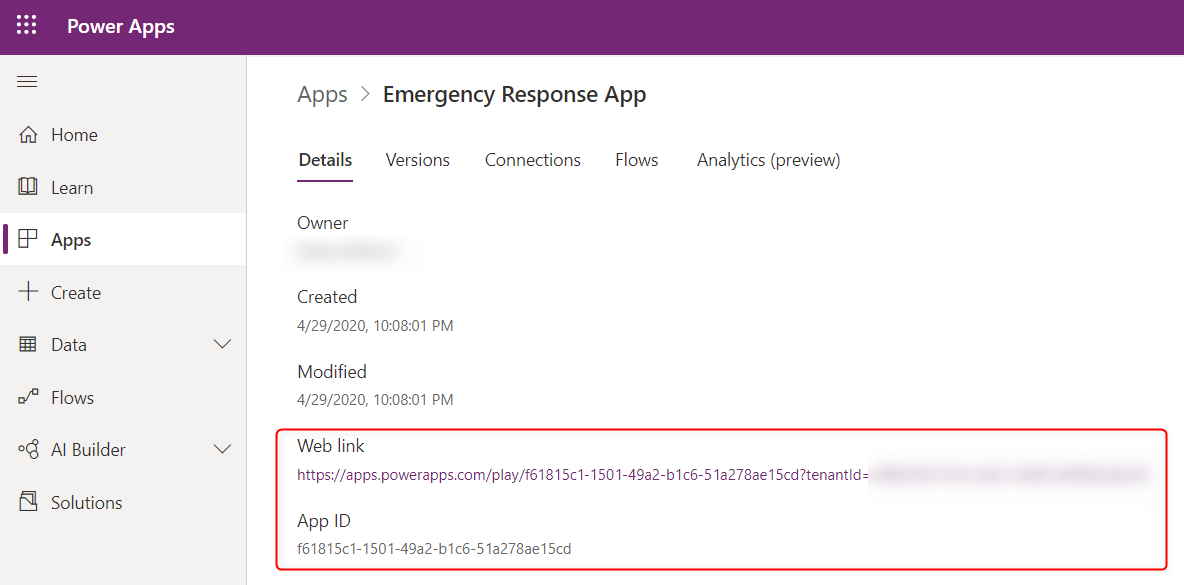 Power Apps
Home
Learn
Apps
Create
Data
Flows
AI Builder
Solutions
Apps > Emergency Response App
Details Versions Connections Flows Analytics (preview)
Owner
Created
4/29/2020, 10:08:01 PM
Modified
4/29/2020, 10:08:01 PM
Web link
https://apps.powerapps.com/play/f61815c1-1501-49a2-b1c6-51a278ae15cd?tenantId=
App ID
f61815c1-1501-49a2-b1c6-51a278ae15cd